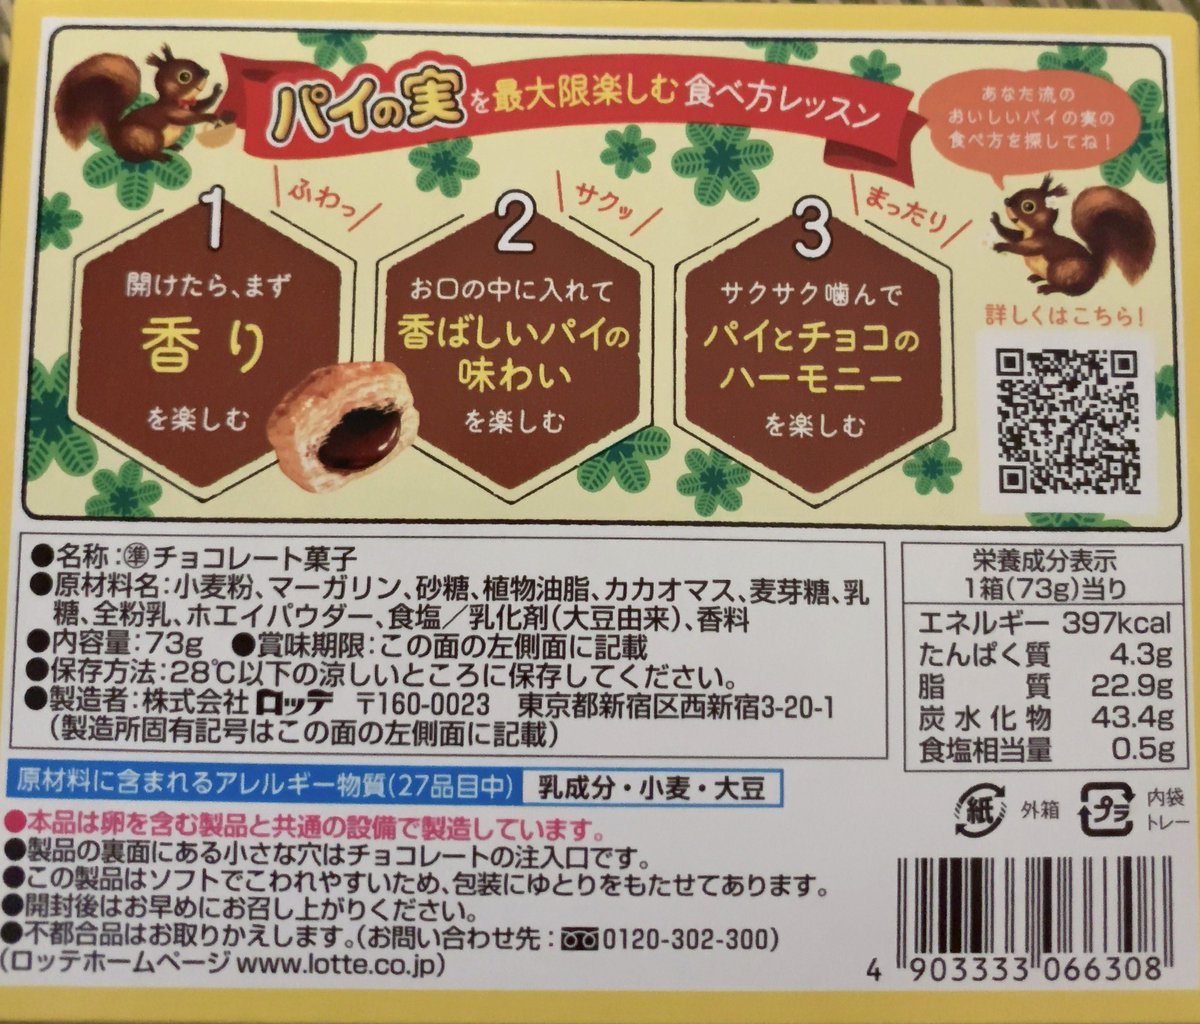 パイの実を最大限楽しむ食べ方レッスン
あなた流の
おいしいパイの実の
食べ方を探してね!
1
ふわっ
開けたら、まず
香り
を楽しむ
2
サクッ
お口の中に入れて
香ばしいパイの
味わい
を楽しむ
3
まったり
サクサク噛んで
パイとチョコの
ハーモニー
を楽しむ
詳しくはこちら!
●名称:㊜チョコレート菓子
●原材料名:小麦粉、マーガリン、砂糖、植物油脂、カカオマス、麦芽糖、乳
糖、全粉乳、ホエイパウダー、食塩/乳化剤(大豆由来)、香料
●内容量:73g ●賞味期限:この面の左側面に記載
●保存方法:28℃以下の涼しいところに保存してください。
●製造者:株式会社 ロッテ 〒160-0023 東京都新宿区西新宿3-20-1
(製造所固有記号はこの面の左側面に記載)
栄養成分表示
1箱(73g)当り
エネルギー 397kcal
たんぱく質 4.3g
脂質 22.9g
炭水化物 43.4g
食塩相当量 0.5g
原材料に含まれるアレルギー物質(27品目中) 乳成分・小麦・大豆
●本品は卵を含む製品と共通の設備で製造しています。
●製品の裏面にある小さな穴はチョコレートの注入口です。
●この製品はソフトでこわれやすいため、包装にゆとりをもたせてあります。
●開封後はお早めにお召し上がりください。
●不都合品はお取りかえします。(お問い合わせ先:0120-302-300)
(ロッテホームページ www.lotte.co.jp)
紙 外箱
プラ 内袋
トレー
4 903333 066308